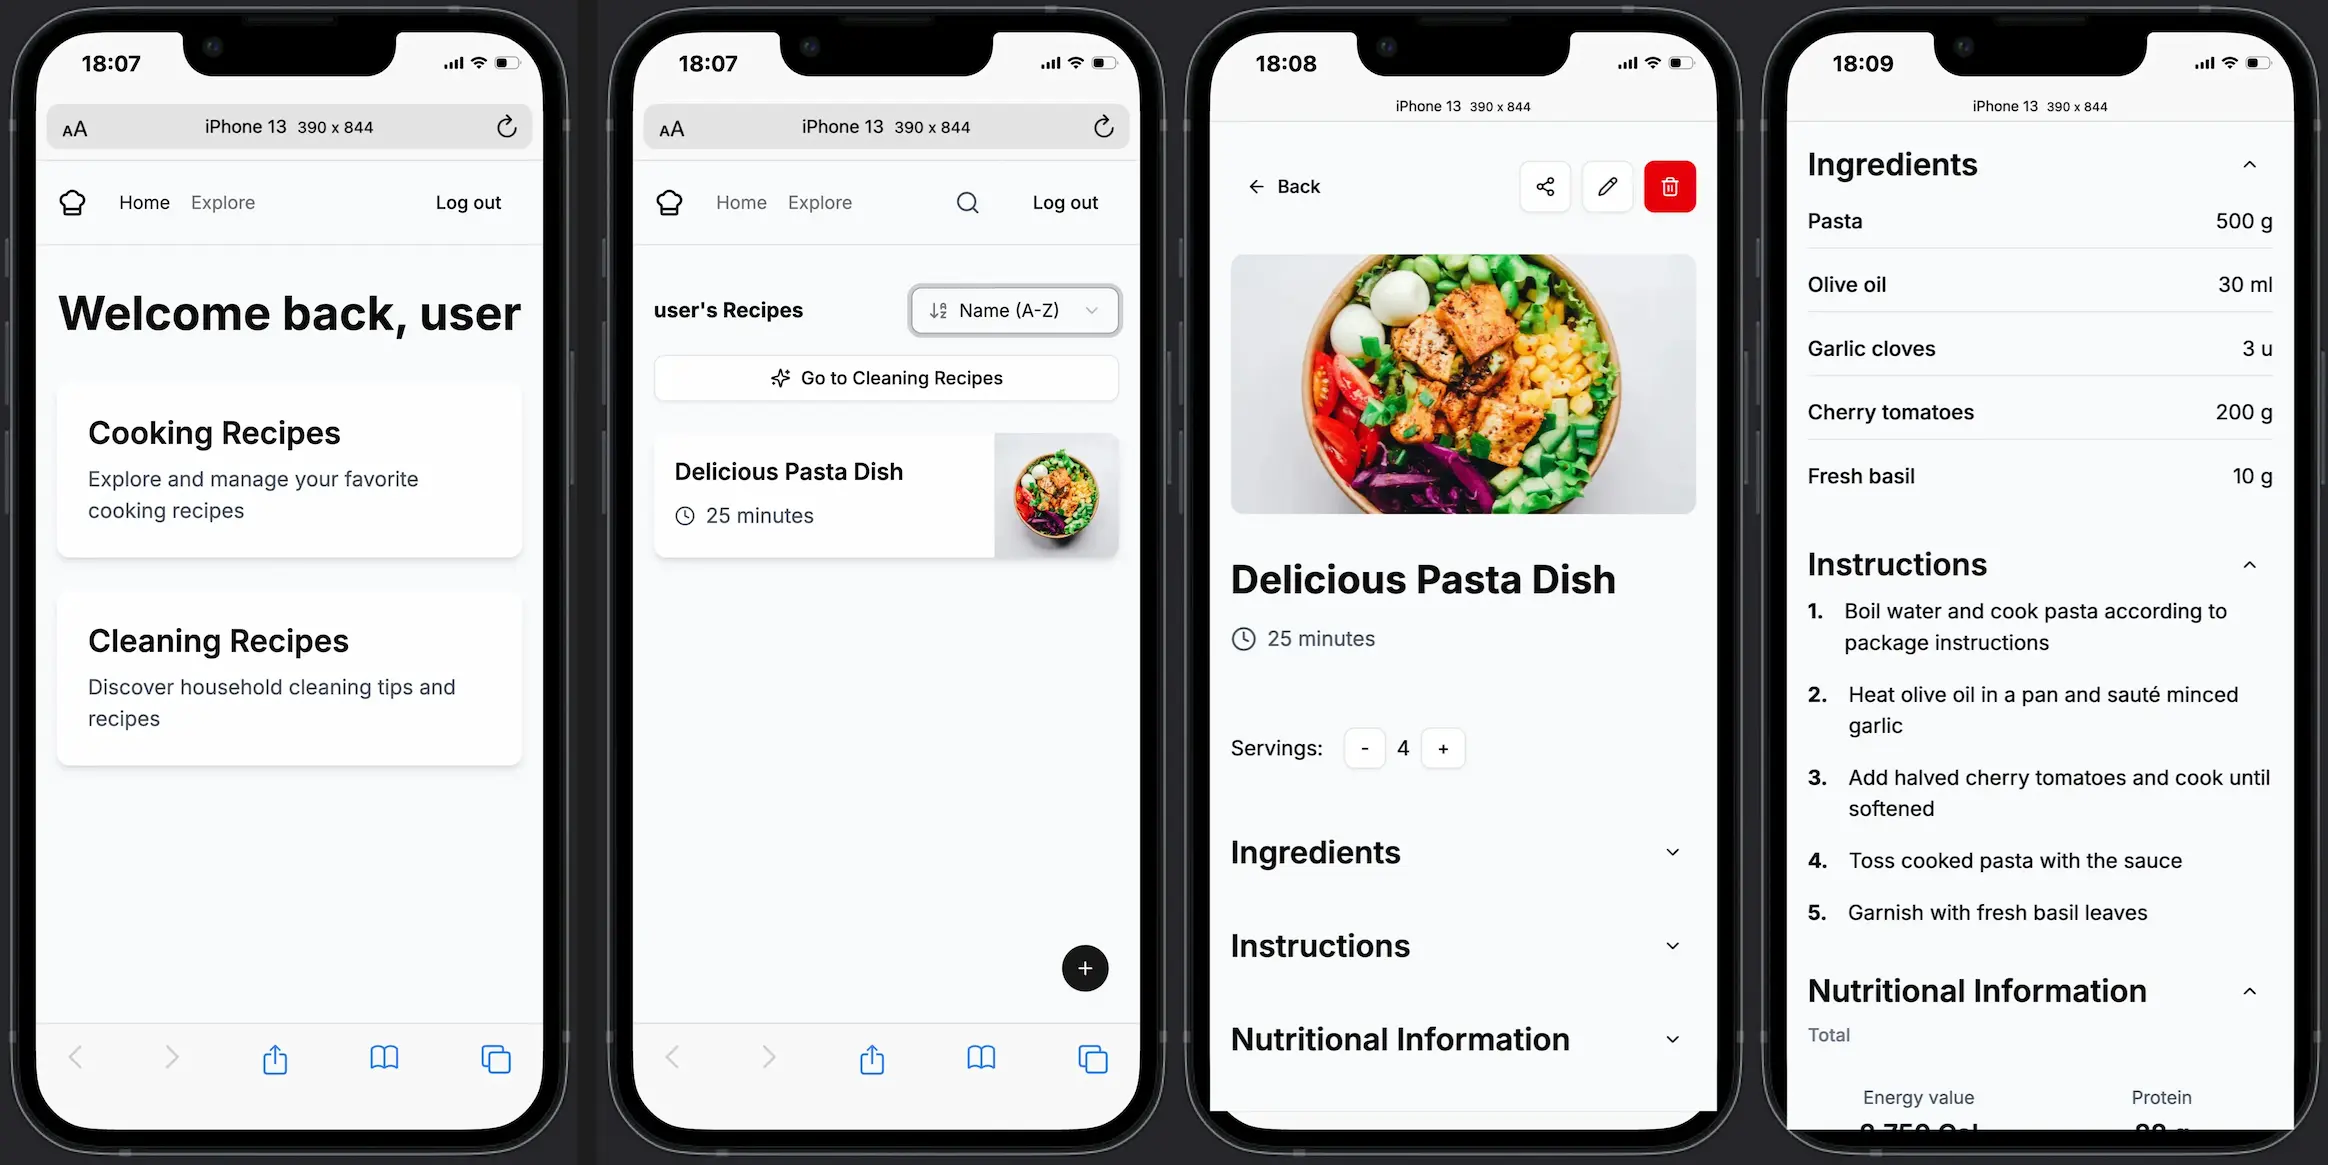 18:07
AA iPhone 13 390 x 844
Home Explore Log out
Welcome back, user
Cooking Recipes
Explore and manage your favorite
cooking recipes
Cleaning Recipes
Discover household cleaning tips and
recipes
18:07
AA iPhone 13 390 x 844
Home Explore Log out
user's Recipes Name (A-Z)
Go to Cleaning Recipes
Delicious Pasta Dish
25 minutes
+
18:08
iPhone 13 390 x 844
Back
Delicious Pasta Dish
25 minutes
Servings: - 4 +
Ingredients
Instructions
Nutritional Information
18:09
iPhone 13 390 x 844
Ingredients
Pasta 500 g
Olive oil 30 ml
Garlic cloves 3 u
Cherry tomatoes 200 g
Fresh basil 10 g
Instructions
1. Boil water and cook pasta according to
package instructions
2. Heat olive oil in a pan and sauté minced
garlic
3. Add halved cherry tomatoes and cook until
softened
4. Toss cooked pasta with the sauce
5. Garnish with fresh basil leaves
Nutritional Information
Total
Energy value Protein